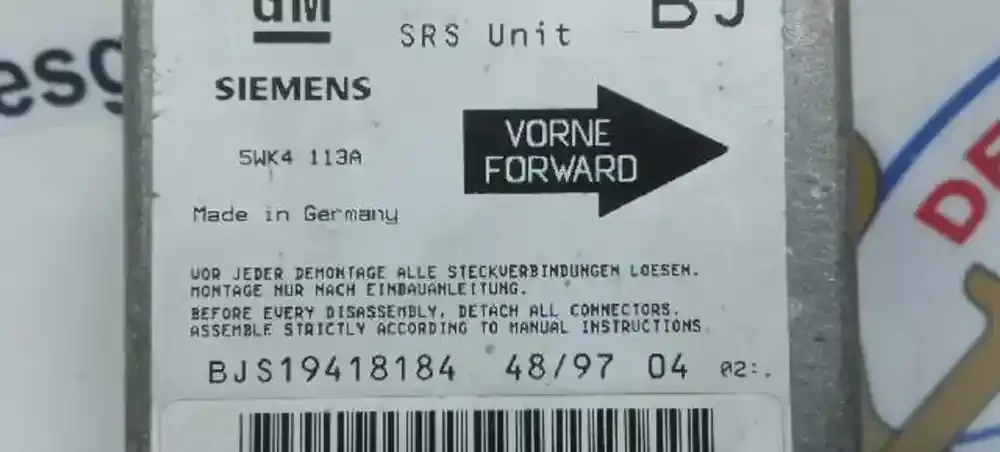 GM
SRS Unit
BJ
SIEMENS
5WK4 113A
VORNE
FORWARD
Made in Germany
VOR JEDER DEMONTAGE ALLE STECKVERBINDUNGEN LOESEN.
MONTAGE NUR NACH EINBAUANLEITUNG.
BEFORE EVERY DISASSEMBLY, DETACH ALL CONNECTORS.
ASSEMBLE STRICTLY ACCORDING TO MANUAL INSTRUCTIONS.
BJS19418184 48/97 04